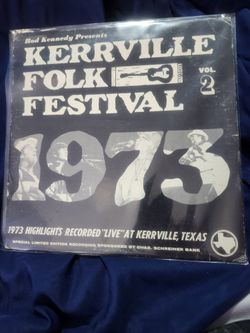 Rod Kennedy Presents
KERRVILLE
FOLK VOL. 2
FESTIVAL
1973
1973 HIGHLIGHTS RECORDED "LIVE" AT KERRVILLE, TEXAS
SPECIAL LIMITED EDITION RECORDING SPONSORED BY CHAS. SCHREINER BANK